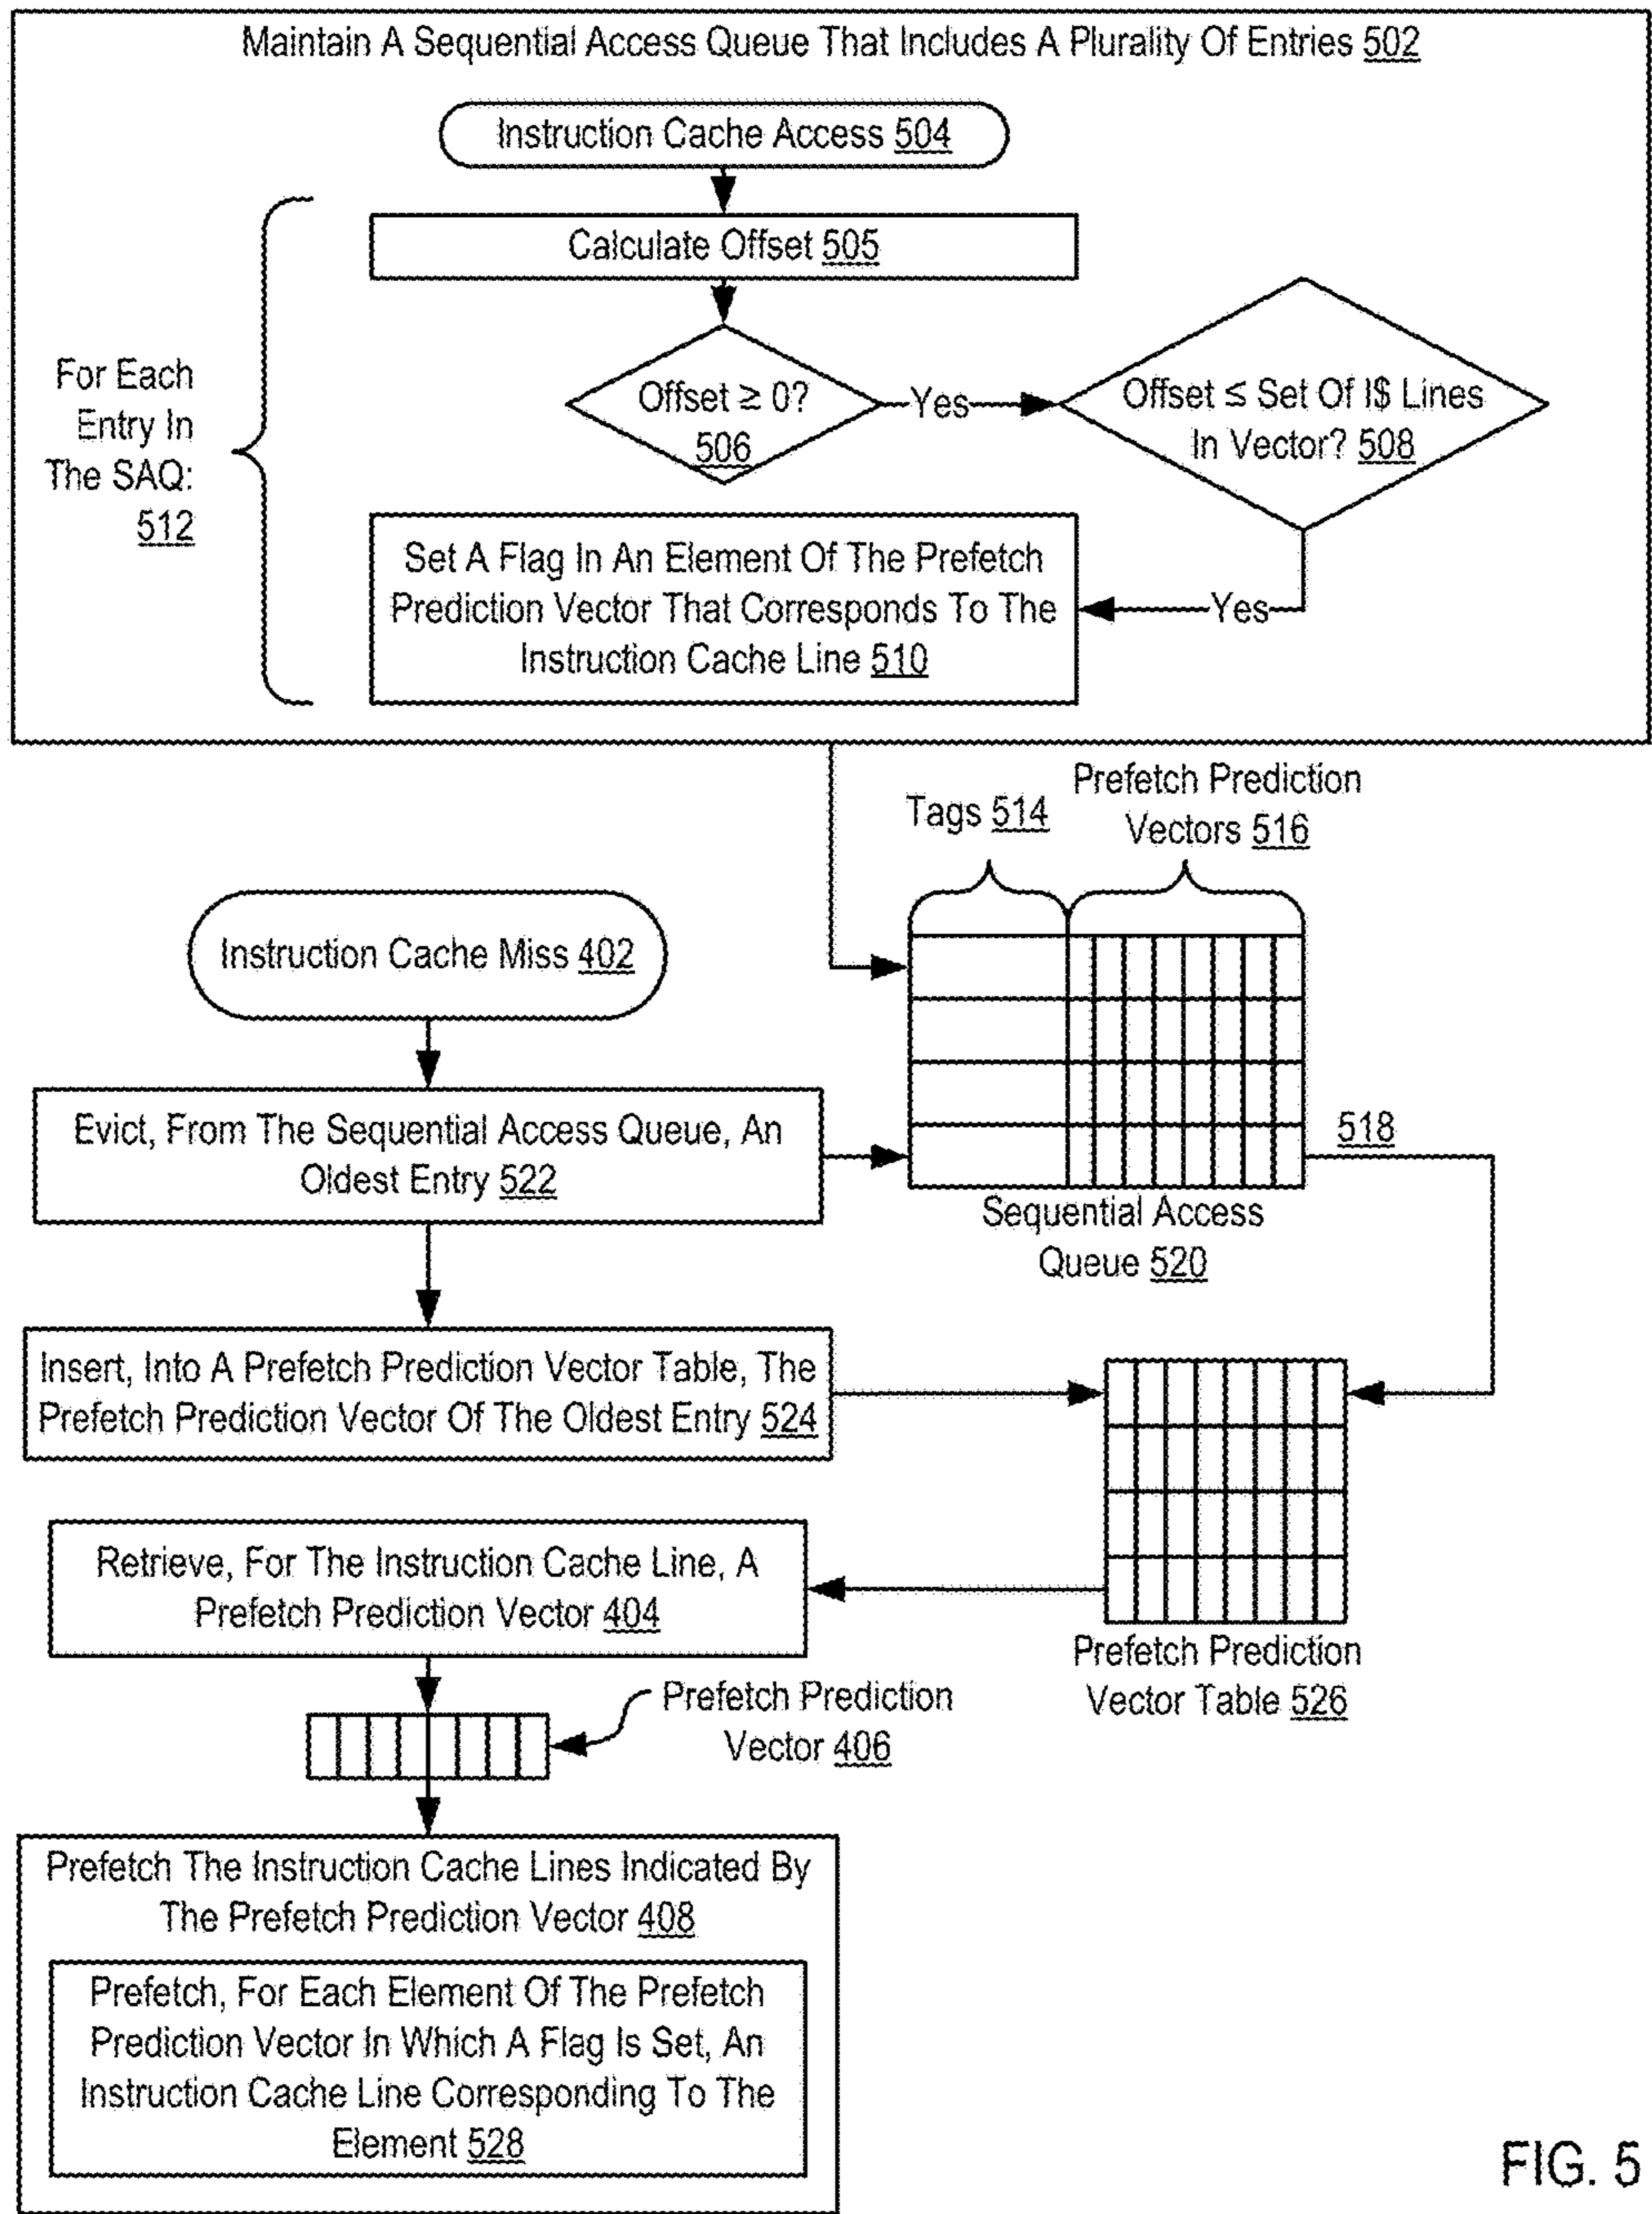 Maintain A Sequential Access Queue That Includes A Plurality Of Entries 502
Instruction Cache Access 504
Calculate Offset 505
For Each
Entry In
The SAQ:
512
Offset ≥ 0?
506
Yes
Offset ≤ Set Of I$ Lines
In Vector? 508
Yes
Set A Flag In An Element Of The Prefetch
Prediction Vector That Corresponds To The
Instruction Cache Line 510
Tags 514
Prefetch Prediction
Vectors 516
Instruction Cache Miss 402
Evict, From The Sequential Access Queue, An
Oldest Entry 522
518
Sequential Access
Queue 520
Insert, Into A Prefetch Prediction Vector Table, The
Prefetch Prediction Vector Of The Oldest Entry 524
Retrieve, For The Instruction Cache Line, A
Prefetch Prediction Vector 404
Prefetch Prediction
Vector Table 526
Prefetch Prediction
Vector 406
Prefetch The Instruction Cache Lines Indicated By
The Prefetch Prediction Vector 408
Prefetch, For Each Element Of The Prefetch
Prediction Vector In Which A Flag Is Set, An
Instruction Cache Line Corresponding To The
Element 528
FIG. 5